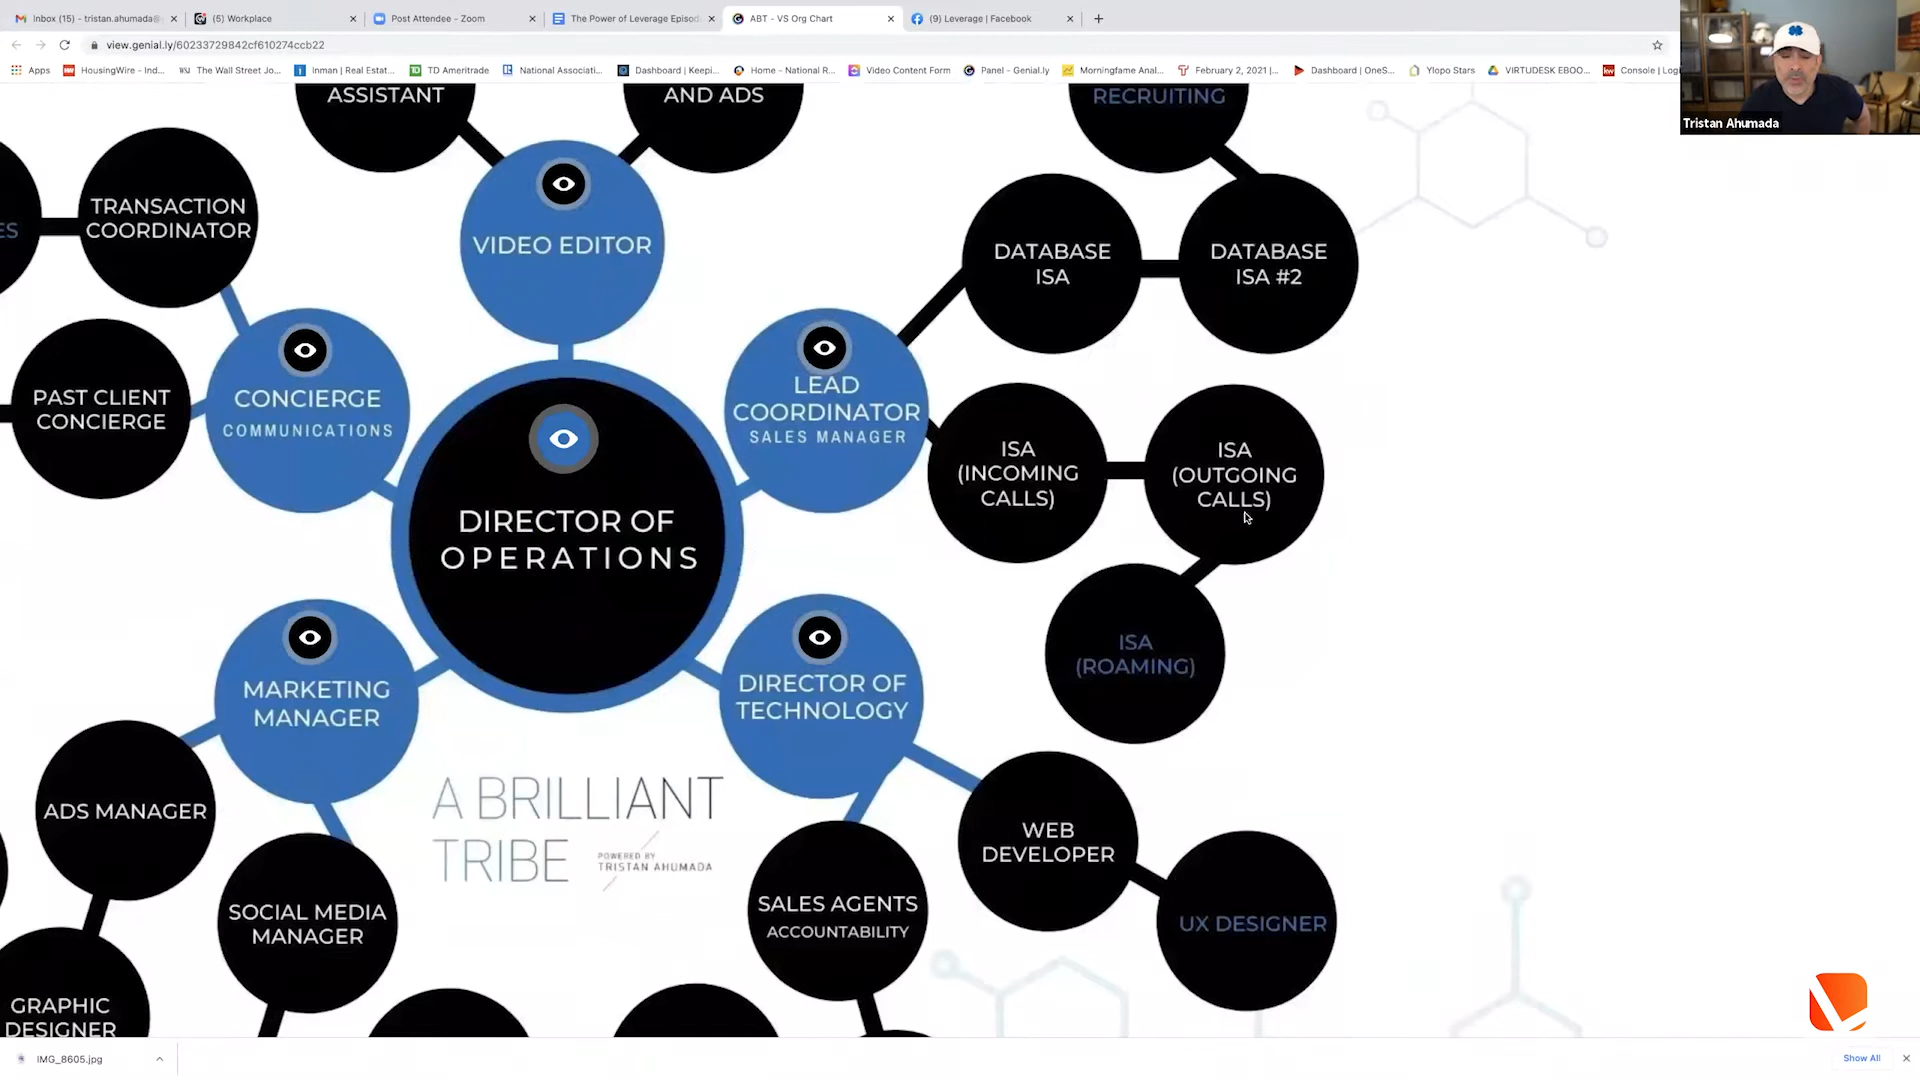 Inbox (15) - tristan.ahumada@
(5) Workplace
Post Attendee - Zoom
The Power of Leverage Episod
ABT - VS Org Chart
(9) Leverage | Facebook
view.genial.ly/60233729842cf610274ccb22
Apps
HousingWire - Ind...
The Wall Street Jo...
Inman | Real Estat...
TD Ameritrade
National Associati...
Dashboard | Keepi...
Home - National R...
Video Content Form
Panel - Genial.ly
Morningfame Anal...
February 2, 2021 |...
Dashboard | OneS...
Ylopo Stars
VIRTUDESK EBOO...
Console | Logi
Tristan Ahumada
ASSISTANT
AND ADS
RECRUITING
TRANSACTION
COORDINATOR
ES
VIDEO EDITOR
DATABASE
ISA
DATABASE
ISA #2
PAST CLIENT
CONCIERGE
CONCIERGE
COMMUNICATIONS
LEAD
COORDINATOR
SALES MANAGER
ISA
(INCOMING
CALLS)
ISA
(OUTGOING
CALLS)
DIRECTOR OF
OPERATIONS
ISA
(ROAMING)
MARKETING
MANAGER
DIRECTOR OF
TECHNOLOGY
ADS MANAGER
A BRILLIANT
TRIBE
POWERED BY
TRISTAN AHUMADA
WEB
DEVELOPER
SOCIAL MEDIA
MANAGER
SALES AGENTS
ACCOUNTABILITY
UX DESIGNER
GRAPHIC
DESIGNER
IMG_8605.jpg
Show All